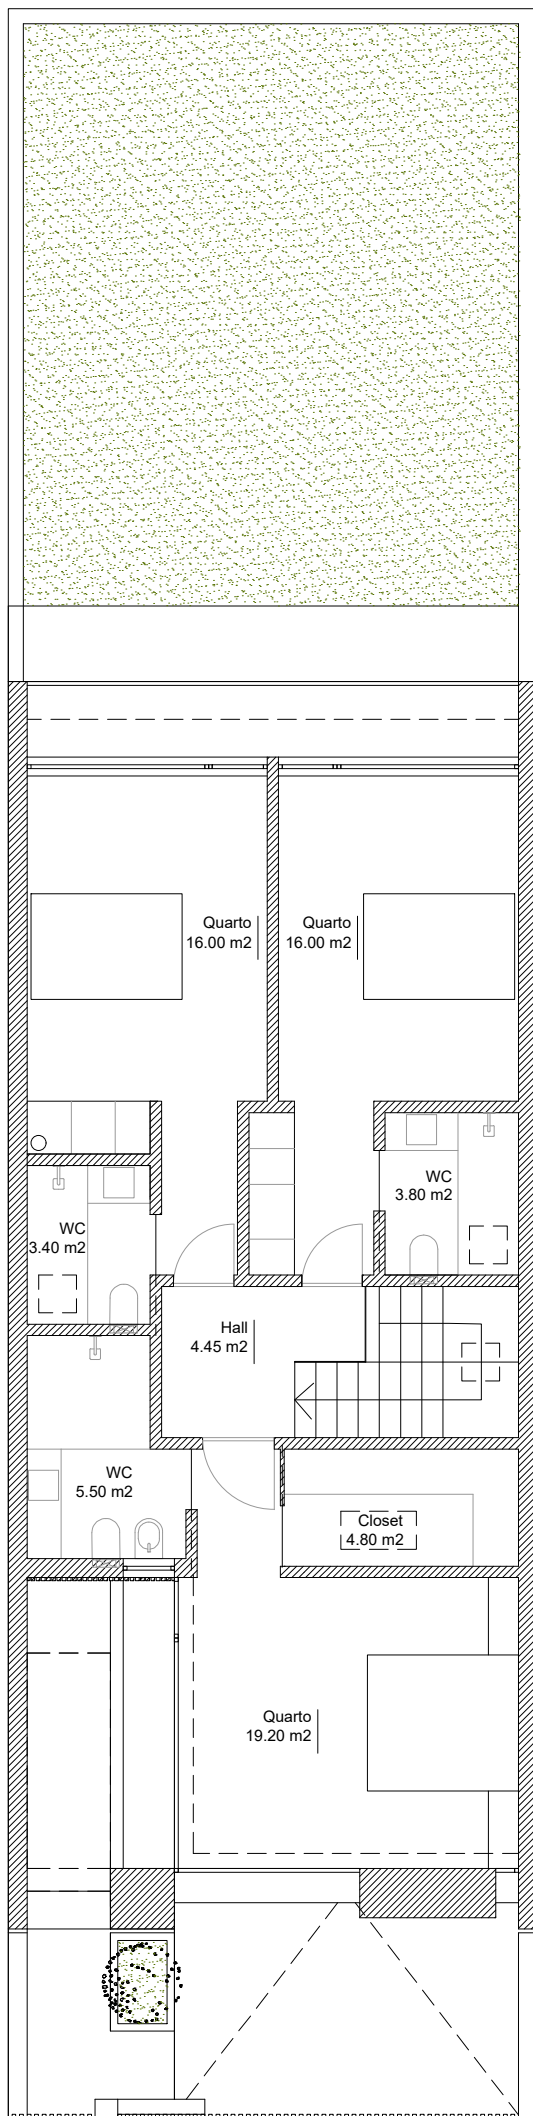 Quarto
16.00 m2
Quarto
16.00 m2
WC
3.80 m2
WC
3.40 m2
Hall
4.45 m2
WC
5.50 m2
Closet
4.80 m2
Quarto
19.20 m2